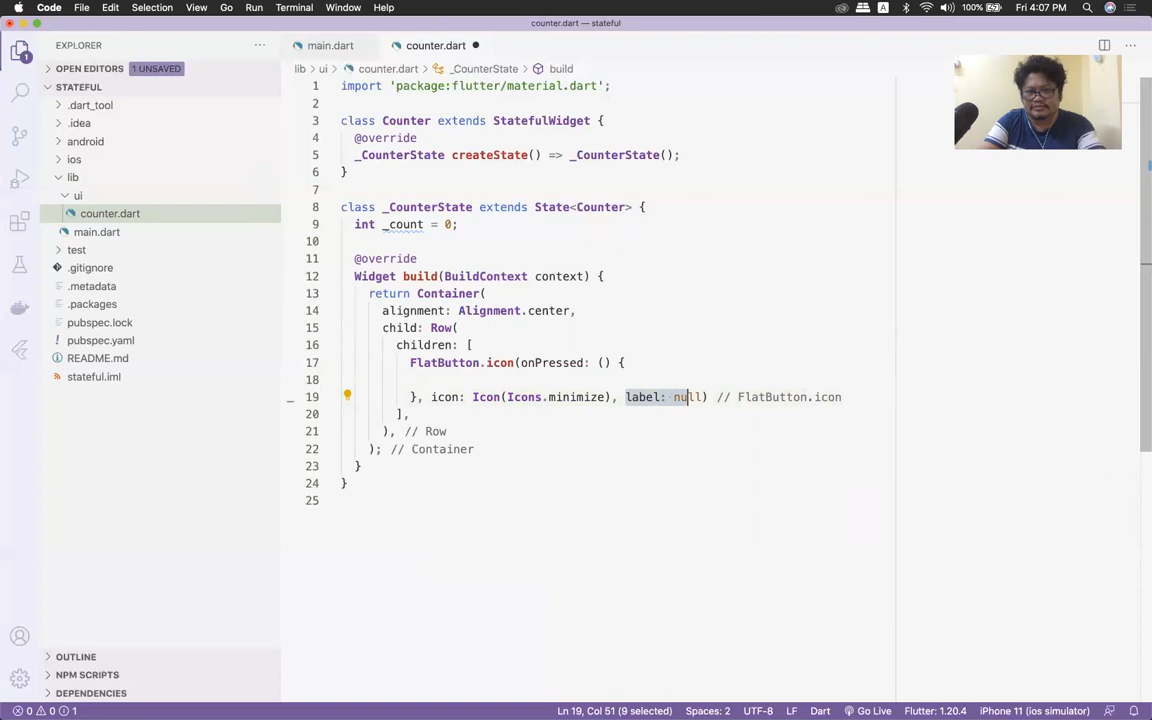 Code File Edit Selection View Go Run Terminal Window Help
100% Fri 4:07 PM
counter.dart — stateful
EXPLORER
OPEN EDITORS 1 UNSAVED
STATEFUL
.dart_tool
.idea
android
ios
lib
ui
counter.dart
main.dart
test
.gitignore
.metadata
.packages
pubspec.lock
pubspec.yaml
README.md
stateful.iml
OUTLINE
NPM SCRIPTS
DEPENDENCIES
main.dart counter.dart
lib > ui > counter.dart > _CounterState > build
1 import 'package:flutter/material.dart';
2
3 class Counter extends StatefulWidget {
4 @override
5 _CounterState createState() => _CounterState();
6 }
7
8 class _CounterState extends State<Counter> {
9 int _count = 0;
10
11 @override
12 Widget build(BuildContext context) {
13 return Container(
14 alignment: Alignment.center,
15 child: Row(
16 children: [
17 FlatButton.icon(onPressed: () {
18
19 }, icon: Icon(Icons.minimize), label: null) // FlatButton.icon
20 ],
21 ), // Row
22 ); // Container
23 }
24 }
25
0 0 1 Ln 19, Col 51 (9 selected) Spaces: 2 UTF-8 LF Dart Go Live Flutter: 1.20.4 iPhone 11 (ios simulator)